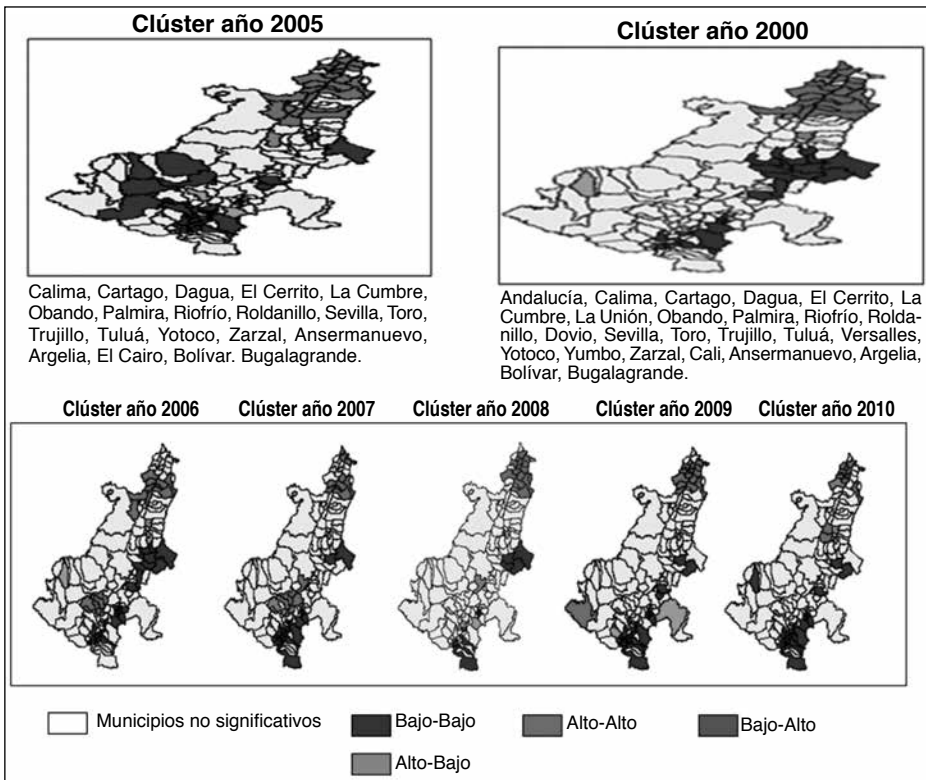 Clúster año 2005
Calima, Cartago, Dagua, El Cerrito, La Cumbre,
Obando, Palmira, Riofrío, Roldanillo, Sevilla, Toro,
Trujillo, Tuluá, Yotoco, Zarzal, Ansermanuevo,
Argelia, El Cairo, Bolívar. Bugalagrande.
Clúster año 2000
Andalucía, Calima, Cartago, Dagua, El Cerrito, La
Cumbre, La Unión, Obando, Palmira, Riofrío, Rolda-
nillo, Dovio, Sevilla, Toro, Trujillo, Tuluá, Versalles,
Yotoco, Yumbo, Zarzal, Cali, Ansermanuevo, Argelia,
Bolívar, Bugalagrande.
Clúster año 2006
Clúster año 2007
Clúster año 2008
Clúster año 2009
Clúster año 2010
Municipios no significativos
Bajo-Bajo
Alto-Alto
Bajo-Alto
Alto-Bajo